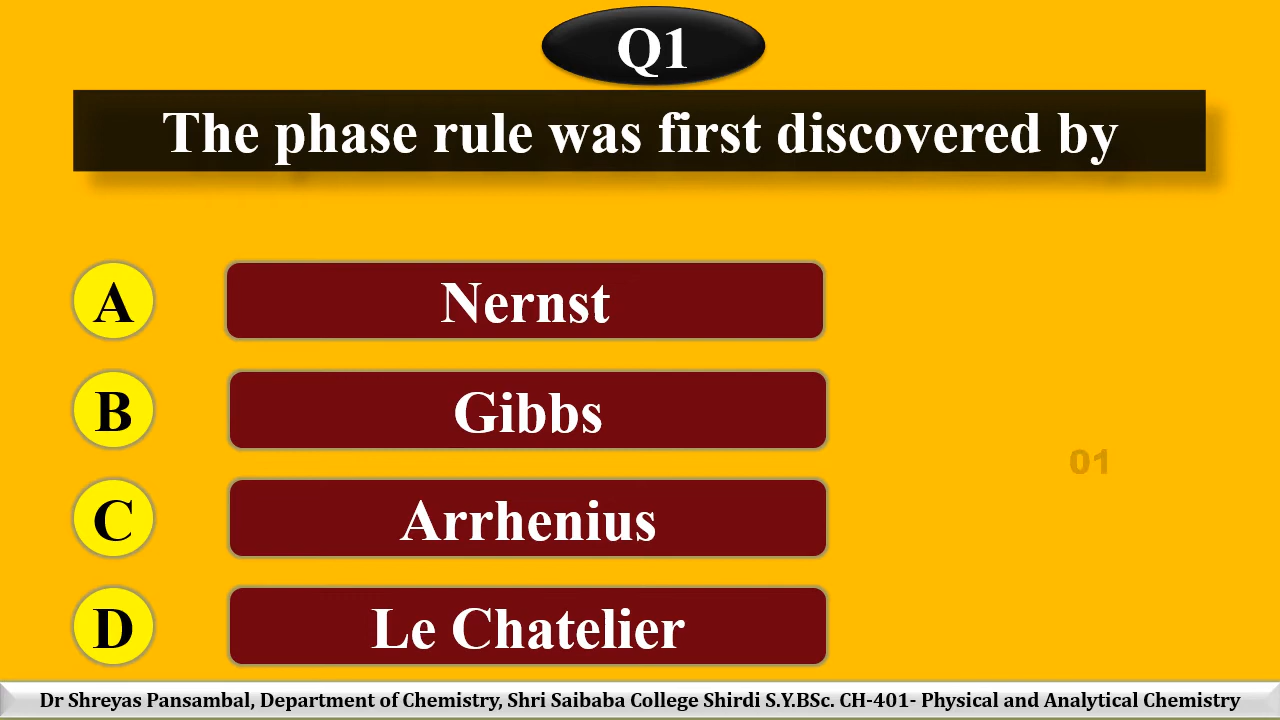 Q1
The phase rule was first discovered by
A Nernst
B Gibbs
01
C Arrhenius
D Le Chatelier
Dr Shreyas Pansambal, Department of Chemistry, Shri Saibaba College Shirdi S.Y.BSc. CH-401- Physical and Analytical Chemistry